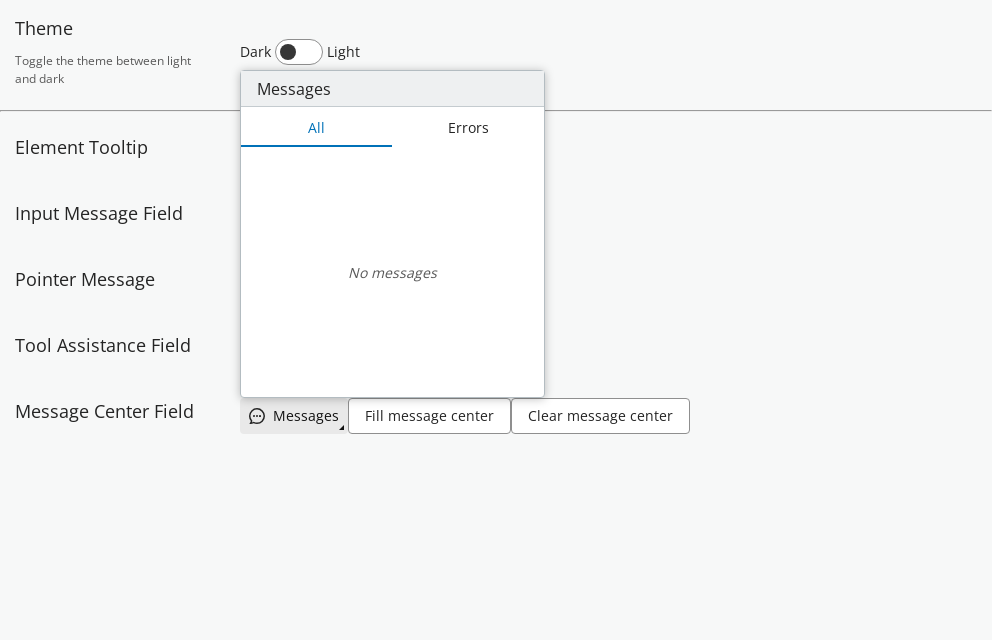 Theme
Toggle the theme between light
and dark
Dark Light
Messages
All Errors
No messages
Element Tooltip
Input Message Field
Pointer Message
Tool Assistance Field
Message Center Field
Messages Fill message center Clear message center